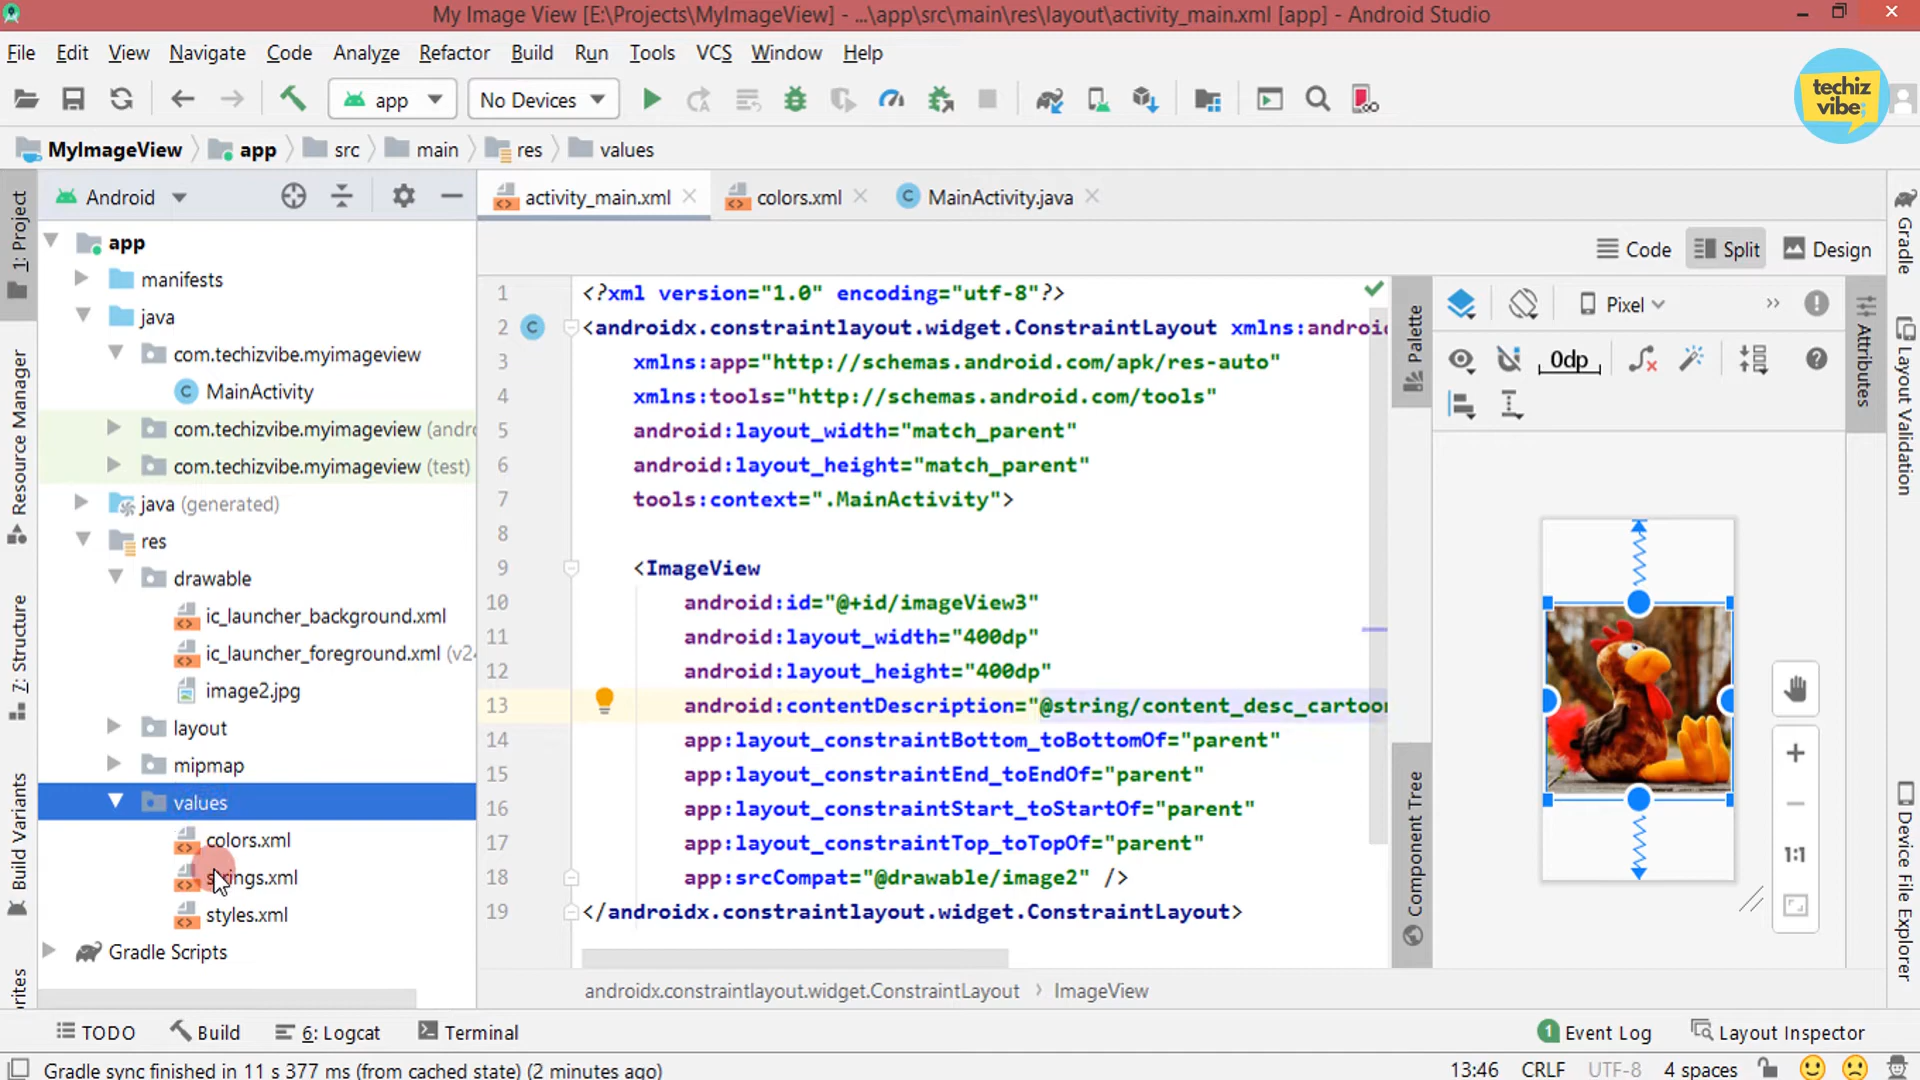 My Image View [E:\Projects\MyImageView] - ...\app\src\main\res\layout\activity_main.xml [app] - Android Studio
File Edit View Navigate Code Analyze Refactor Build Run Tools VCS Window Help
app No Devices
techiz
vibe
MyImageView app src main res values
Android
activity_main.xml colors.xml MainActivity.java
Code Split Design
1: Project
Resource Manager
7: Structure
Build Variants
app
manifests
java
com.techizvibe.myimageview
MainActivity
com.techizvibe.myimageview
com.techizvibe.myimageview (test)
java (generated)
res
drawable
ic_launcher_background.xml
ic_launcher_foreground.xml
image2.jpg
layout
mipmap
values
colors.xml
strings.xml
styles.xml
Gradle Scripts
1 <?xml version="1.0" encoding="utf-8"?>
2 <androidx.constraintlayout.widget.ConstraintLayout
3 xmlns:app="http://schemas.android.com/apk/res-auto"
4 xmlns:tools="http://schemas.android.com/tools"
5 android:layout_width="match_parent"
6 android:layout_height="match_parent"
7 tools:context=".MainActivity">
8
9 <ImageView
10 android:id="@+id/imageView3"
11 android:layout_width="400dp"
12 android:layout_height="400dp"
13 android:contentDescription="@string/content_desc_cartoon
14 app:layout_constraintBottom_toBottomOf="parent"
15 app:layout_constraintEnd_toEndOf="parent"
16 app:layout_constraintStart_toStartOf="parent"
17 app:layout_constraintTop_toTopOf="parent"
18 app:srcCompat="@drawable/image2" />
19 </androidx.constraintlayout.widget.ConstraintLayout>
androidx.constraintlayout.widget.ConstraintLayout ImageView
Palette
Component Tree
Pixel
0dp
1:1
Attributes
Gradle
Layout Validation
Device File Explorer
TODO Build 6: Logcat Terminal
1 Event Log Layout Inspector
Gradle sync finished in 11 s 377 ms (from cached state) (2 minutes ago)
13:46 CRLF UTF-8 4 spaces